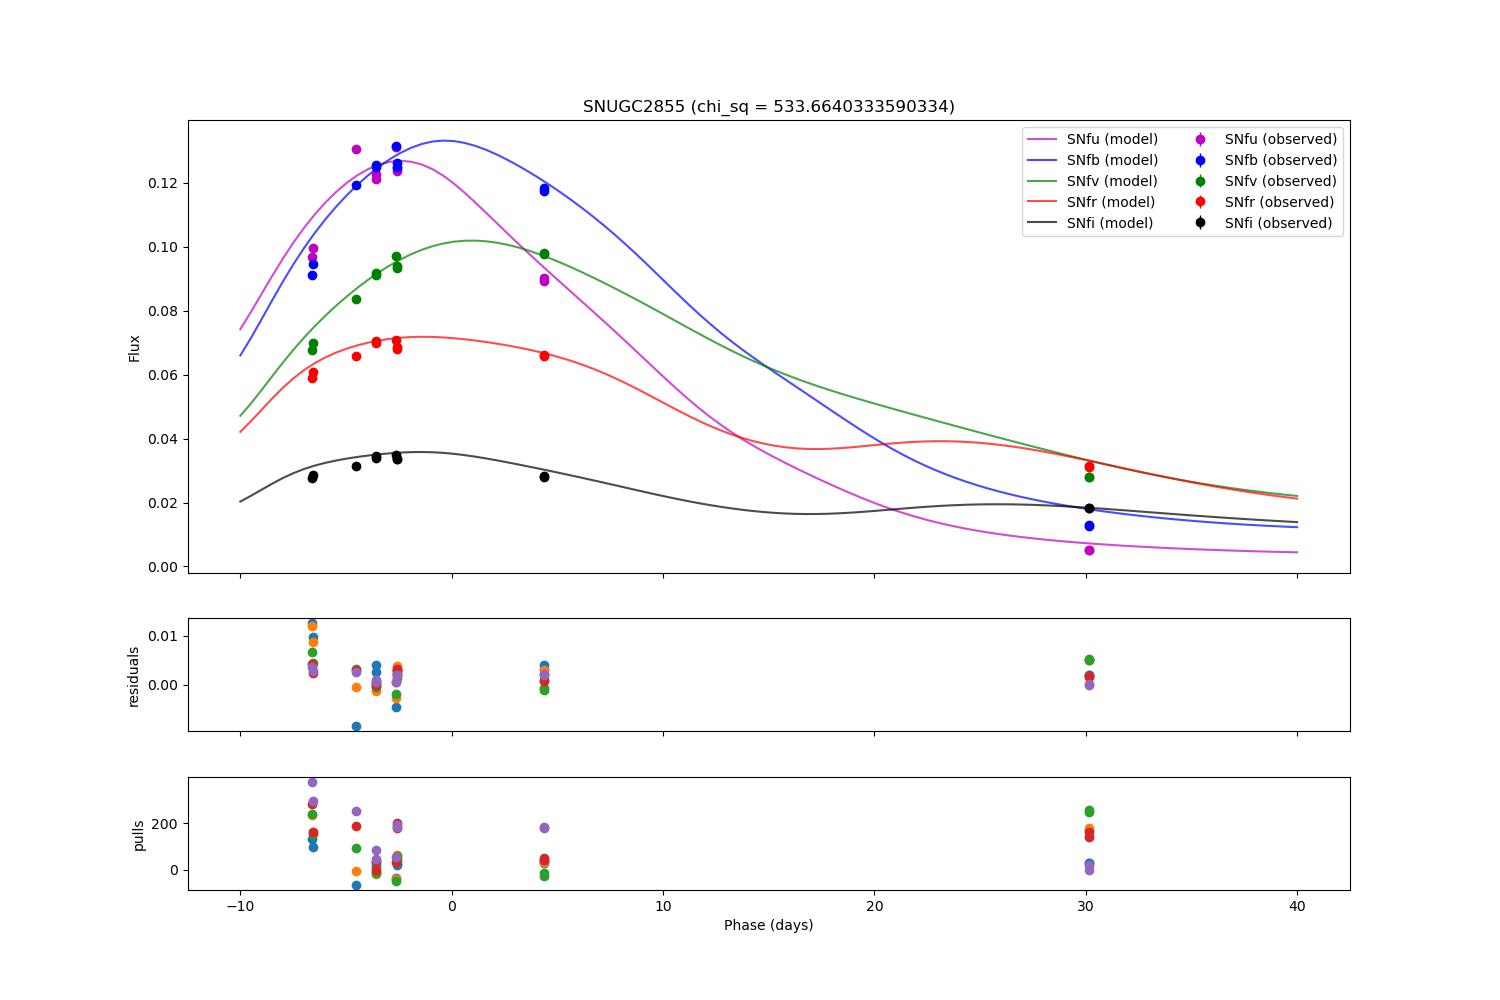 SNUGC2855 (chi_sq = 533.6640333590334)
SNfu (model)
SNfb (model)
SNfv (model)
SNfr (model)
SNfi (model)
SNfu (observed)
SNfb (observed)
SNfv (observed)
SNfr (observed)
SNfi (observed)
Flux
0.12
0.10
0.08
0.06
0.04
0.02
0.00
residuals
0.01
0.00
pulls
200
0
−10
0
10
20
30
40
Phase (days)